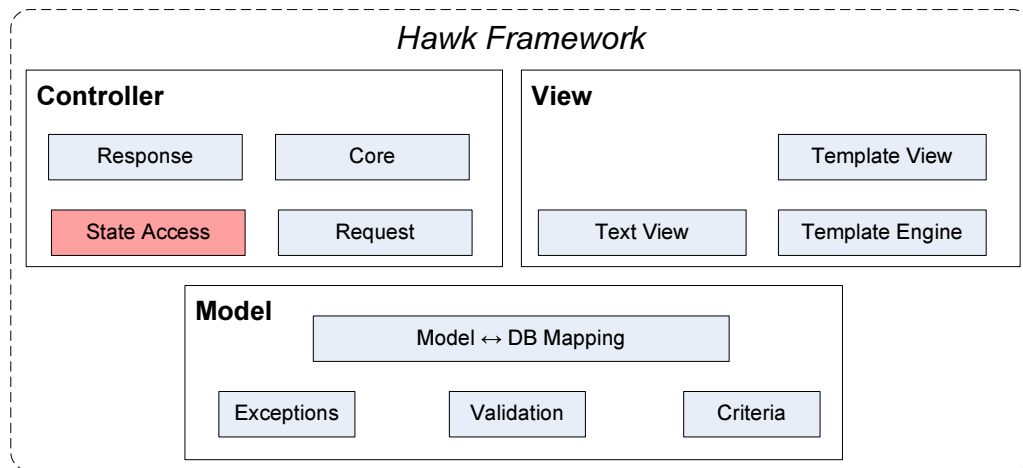 Hawk Framework
Controller
Response
Core
State Access
Request
View
Template View
Text View
Template Engine
Model
Model ↔ DB Mapping
Exceptions
Validation
Criteria